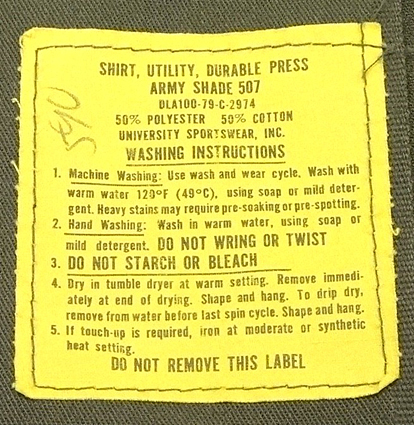 SHIRT, UTILITY, DURABLE PRESS
ARMY SHADE 507
DLA100-79-C-2974
50% POLYESTER 50% COTTON
UNIVERSITY SPORTSWEAR, INC.
WASHING INSTRUCTIONS
1. Machine Washing: Use wash and wear cycle. Wash with
warm water 120°F (49°C), using soap or mild deter-
gent. Heavy stains may require pre-soaking or pre-spotting.
2. Hand Washing: Wash in warm water, using soap or
mild detergent. DO NOT WRING OR TWIST
3. DO NOT STARCH OR BLEACH
4. Dry in tumble dryer at warm setting. Remove immedi-
ately at end of drying. Shape and hang. To drip dry,
remove from water before last spin cycle. Shape and hang.
5. If touch-up is required, iron at moderate or synthetic
heat setting.
DO NOT REMOVE THIS LABEL